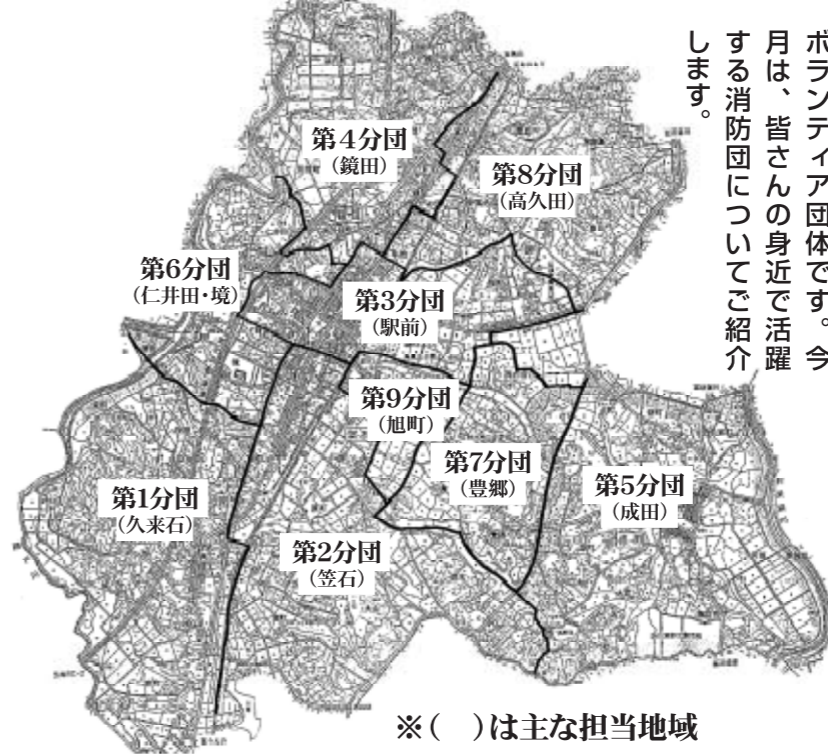 ボランティア団体です。今
月は、皆さんの身近で活躍
する消防団についてご紹介
します。
第4分団
(鏡田)
第8分団
(高久田)
第6分団
(仁井田・境)
第3分団
(駅前)
第9分団
(旭町)
第7分団
(豊郷)
第5分団
(成田)
第1分団
(久来石)
第2分団
(笠石)
※(　)は主な担当地域